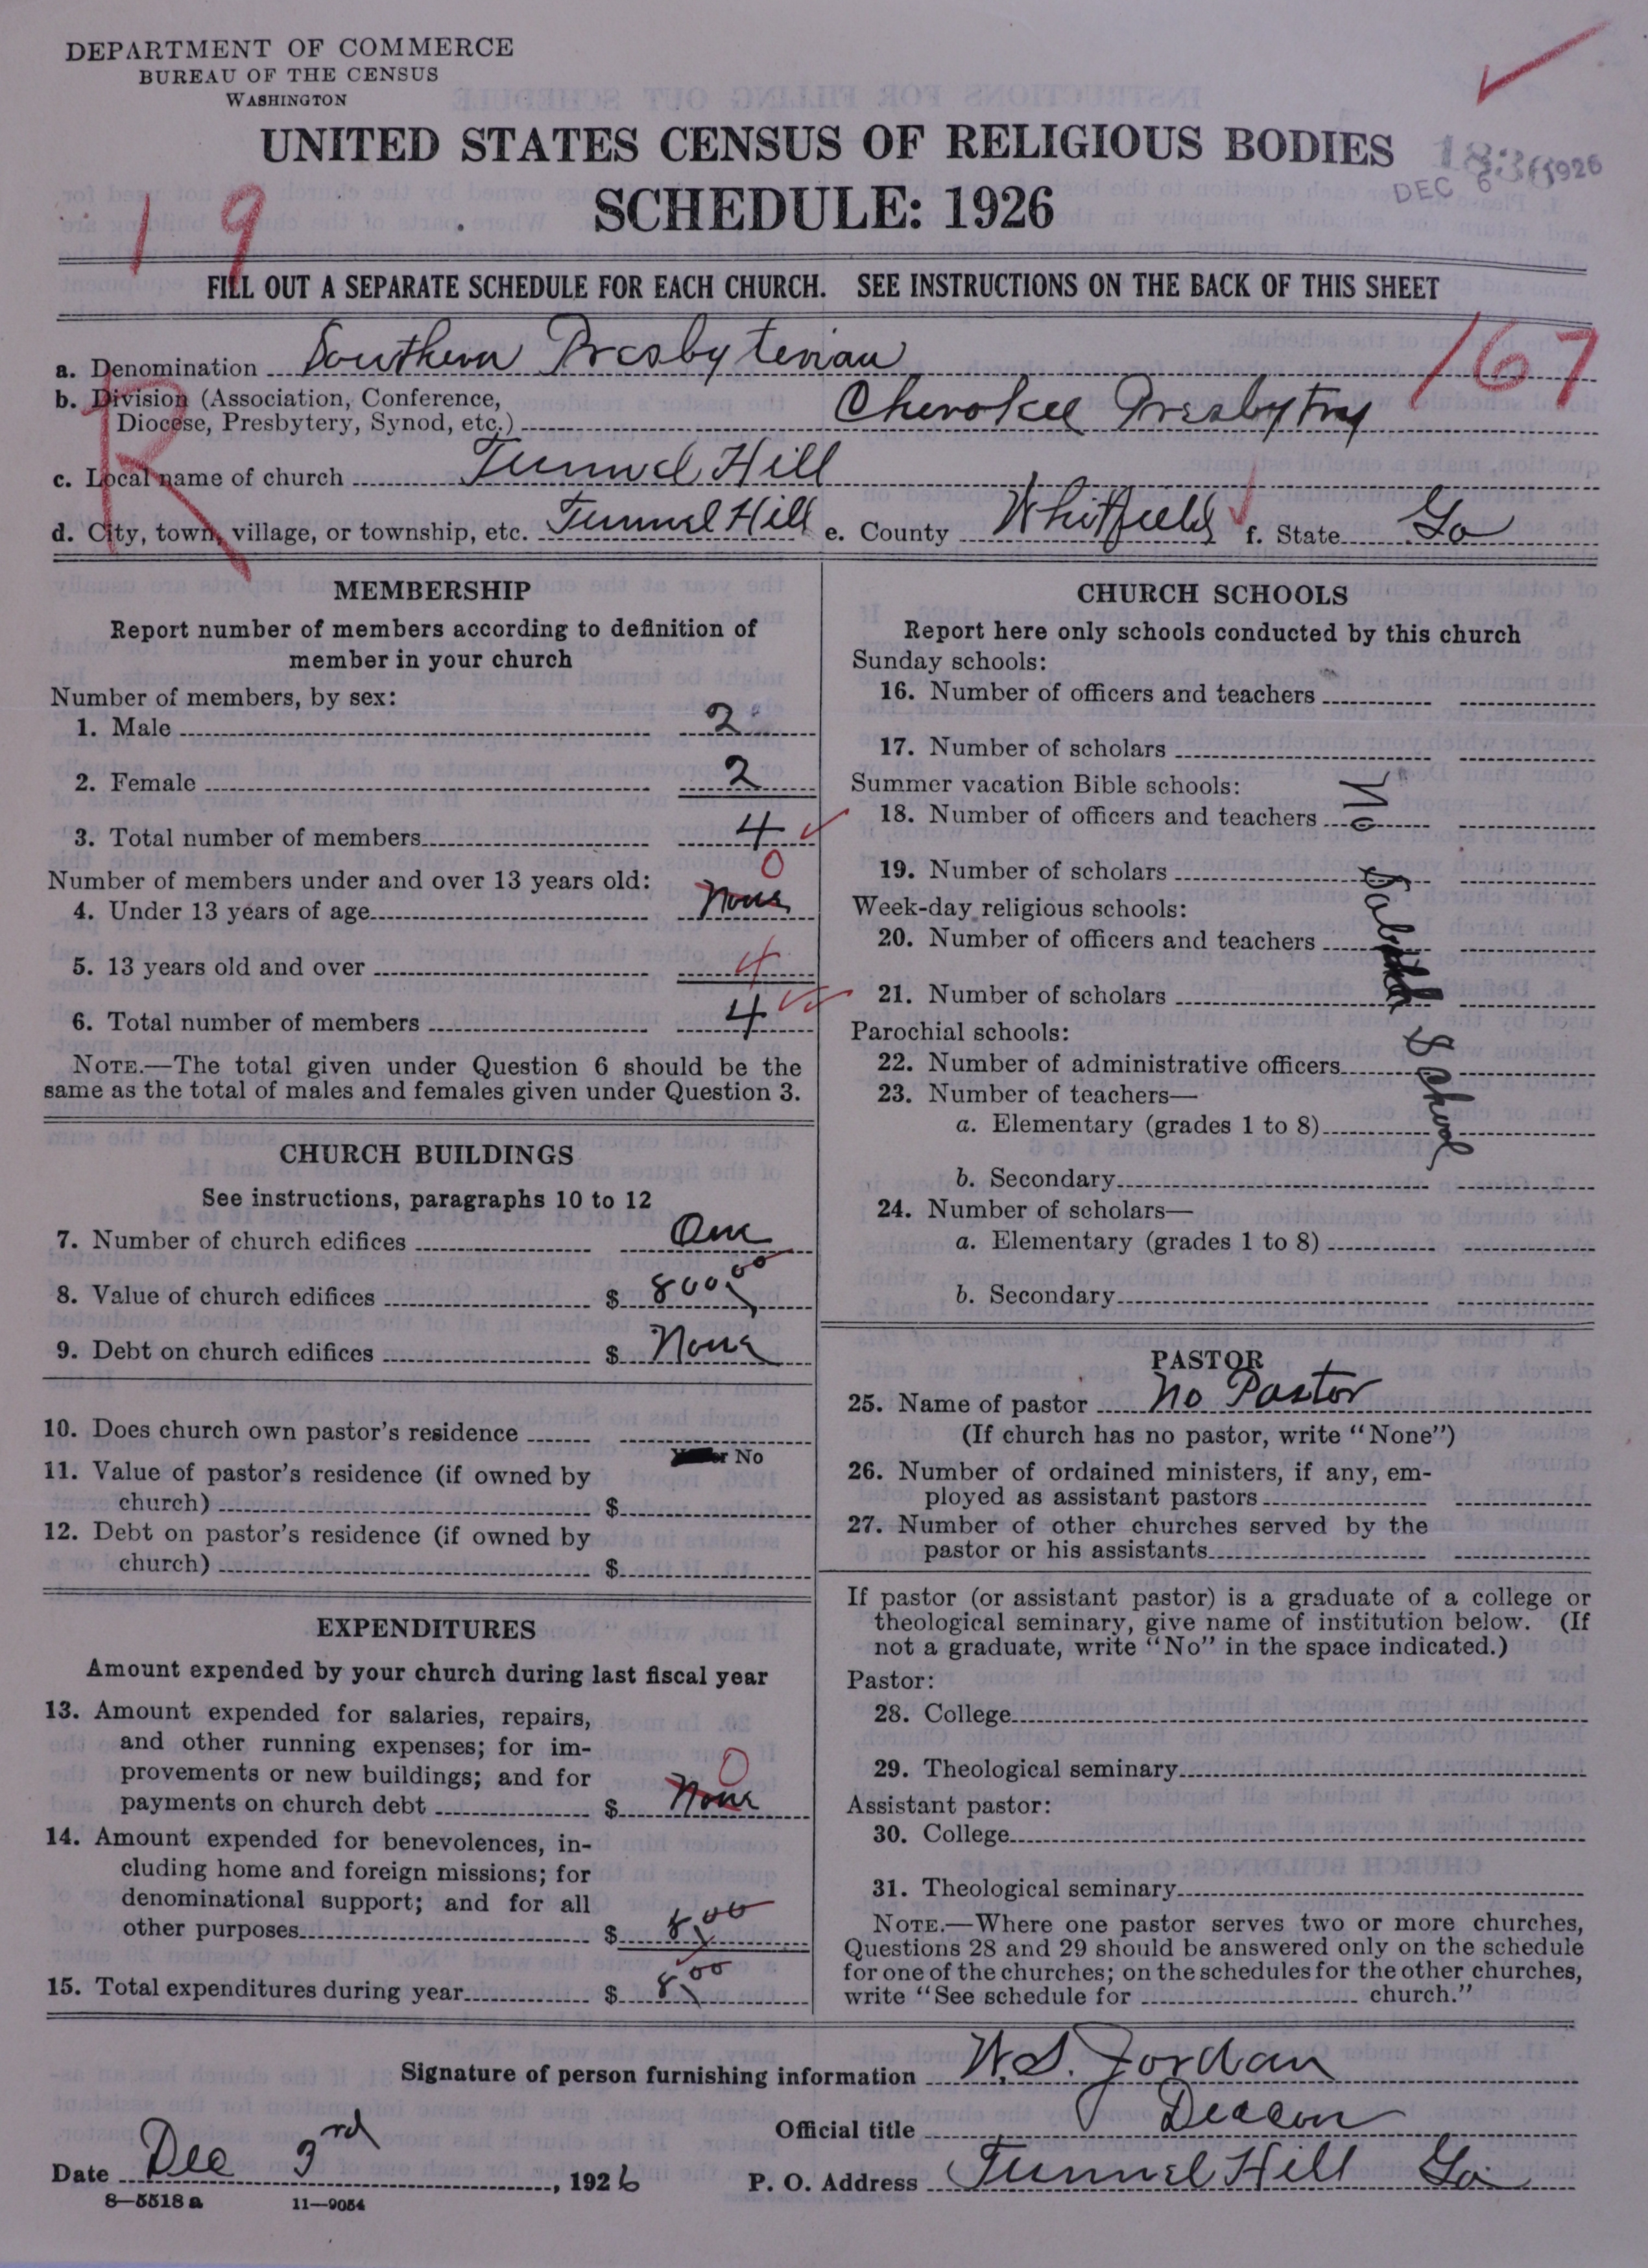 DEPARTMENT OF COMMERCE
BUREAU OF THE CENSUS
WASHINGTON
UNITED STATES CENSUS OF RELIGIOUS BODIES
SCHEDULE: 1926
DEC 6 1926
19
FILL OUT A SEPARATE SCHEDULE FOR EACH CHURCH. SEE INSTRUCTIONS ON THE BACK OF THIS SHEET
167
R
a. Denomination Southern Presbyterian
b. Division (Association, Conference,
Diocese, Presbytery, Synod, etc.) Cherokee Presbytry
c. Local name of church Tunnel Hill
d. City, town, village, or township, etc. Tunnel Hill e. County Whitfield f. State Ga
MEMBERSHIP
Report number of members according to definition of
member in your church
Number of members, by sex:
1. Male 2
2. Female 2
3. Total number of members 4
0
Number of members under and over 13 years old:
4. Under 13 years of age None
5. 13 years old and over 4
6. Total number of members 4
NOTE.—The total given under Question 6 should be the
same as the total of males and females given under Question 3.
CHURCH BUILDINGS
See instructions, paragraphs 10 to 12
7. Number of church edifices One
8. Value of church edifices $ 800.00
9. Debt on church edifices $ None
10. Does church own pastor's residence
Yes or No
11. Value of pastor's residence (if owned by
church) $
12. Debt on pastor's residence (if owned by
church) $
EXPENDITURES
Amount expended by your church during last fiscal year
13. Amount expended for salaries, repairs,
and other running expenses; for im-
provements or new buildings; and for
payments on church debt $ None 0
14. Amount expended for benevolences, in-
cluding home and foreign missions; for
denominational support; and for all
other purposes $ 8.00
15. Total expenditures during year $ 8.00
CHURCH SCHOOLS
Report here only schools conducted by this church
Sunday schools:
16. Number of officers and teachers
17. Number of scholars
Summer vacation Bible schools:
18. Number of officers and teachers
19. Number of scholars
Week-day religious schools:
20. Number of officers and teachers
21. Number of scholars
Parochial schools:
22. Number of administrative officers
23. Number of teachers—
a. Elementary (grades 1 to 8)
b. Secondary
24. Number of scholars—
a. Elementary (grades 1 to 8)
b. Secondary
No Sabbath School
PASTOR
25. Name of pastor No Pastor
(If church has no pastor, write "None")
26. Number of ordained ministers, if any, em-
ployed as assistant pastors
27. Number of other churches served by the
pastor or his assistants
If pastor (or assistant pastor) is a graduate of a college or
theological seminary, give name of institution below. (If
not a graduate, write "No" in the space indicated.)
Pastor:
28. College
29. Theological seminary
Assistant pastor:
30. College
31. Theological seminary
NOTE.—Where one pastor serves two or more churches,
Questions 28 and 29 should be answered only on the schedule
for one of the churches; on the schedules for the other churches,
write "See schedule for church."
Signature of person furnishing information W.S. Jordan
Official title Deacon
Date Dec 3rd, 1926 P. O. Address Tunnel Hill Ga
8—5518 a 11—9054